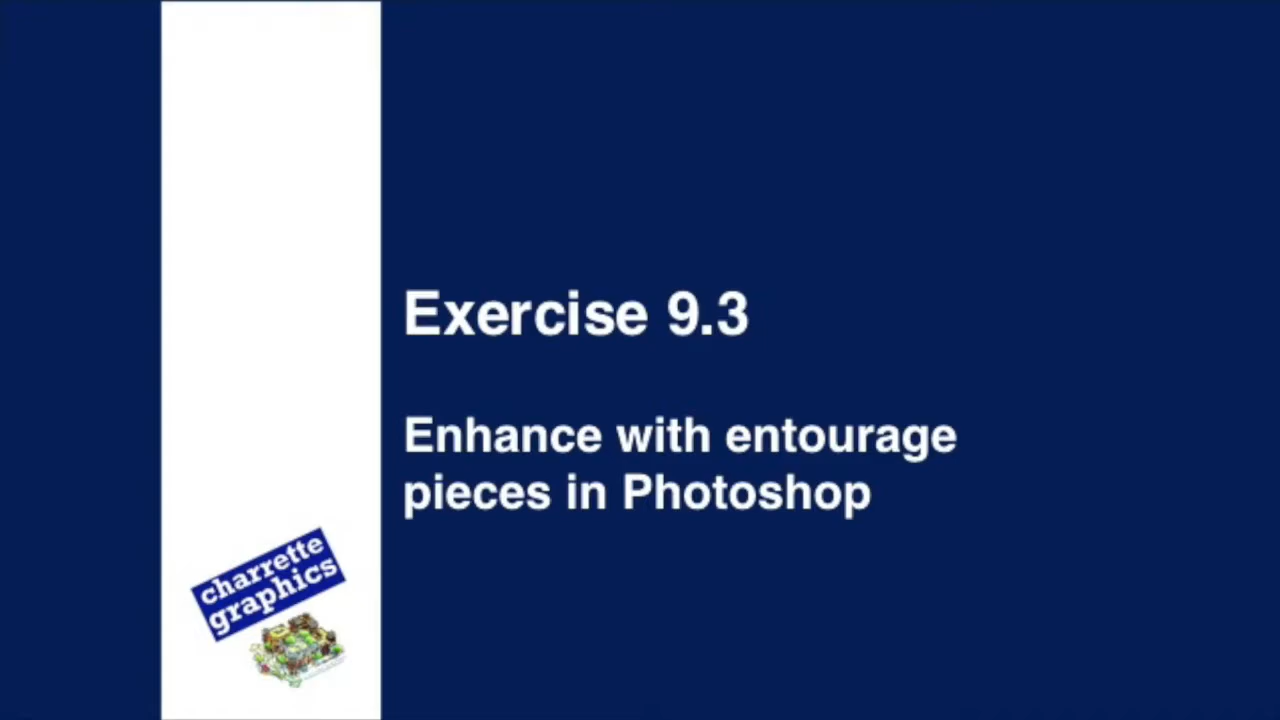 Exercise 9.3
Enhance with entourage
pieces in Photoshop
charrette
graphics